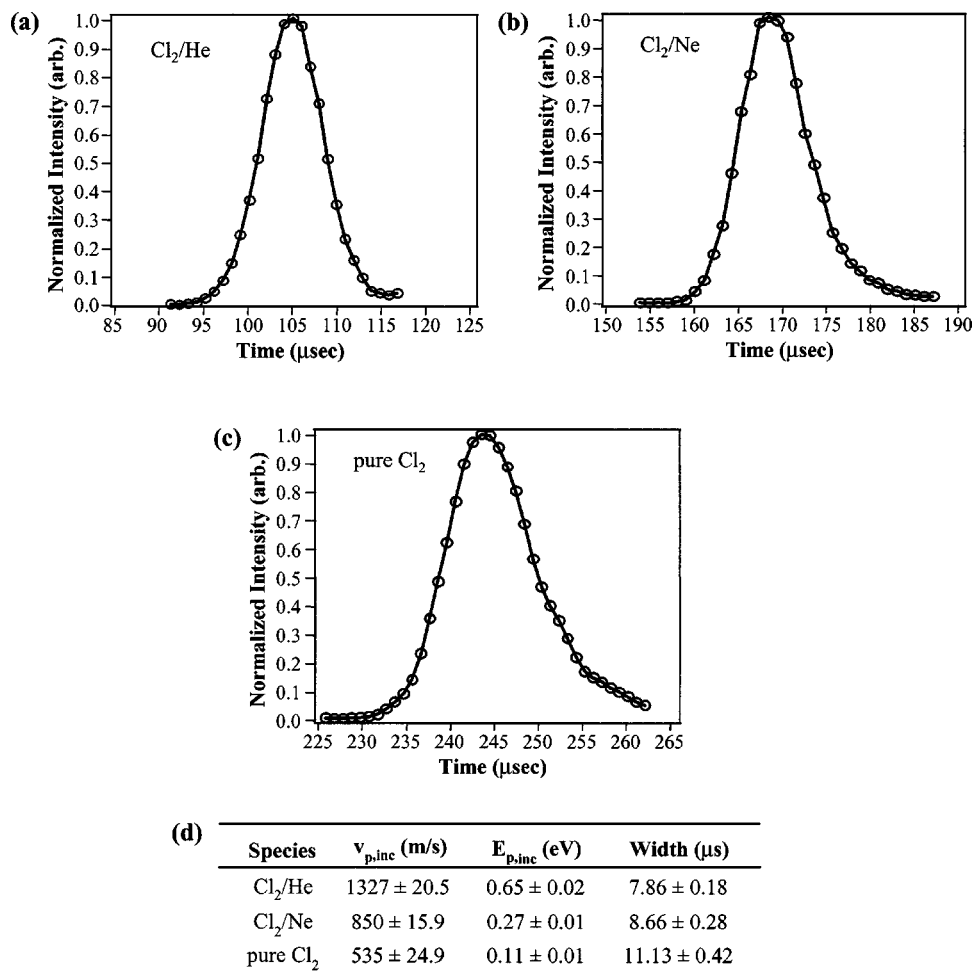 (a)
Cl2/He
Normalized Intensity (arb.)
1.0
0.9
0.8
0.7
0.6
0.5
0.4
0.3
0.2
0.1
0.0
85 90 95 100 105 110 115 120 125
Time (μsec)
(b)
Cl2/Ne
Normalized Intensity (arb.)
1.0
0.9
0.8
0.7
0.6
0.5
0.4
0.3
0.2
0.1
0.0
150 155 160 165 170 175 180 185 190
Time (μsec)
(c)
pure Cl2
Normalized Intensity (arb.)
1.0
0.9
0.8
0.7
0.6
0.5
0.4
0.3
0.2
0.1
0.0
225 230 235 240 245 250 255 260 265
Time (μsec)
(d)
Species vp,inc (m/s) Ep,inc (eV) Width (μs)
Cl2/He 1327 ± 20.5 0.65 ± 0.02 7.86 ± 0.18
Cl2/Ne 850 ± 15.9 0.27 ± 0.01 8.66 ± 0.28
pure Cl2 535 ± 24.9 0.11 ± 0.01 11.13 ± 0.42